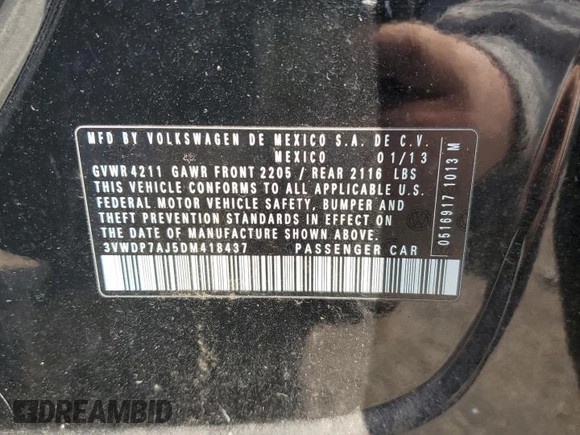 MFD BY VOLKSWAGEN DE MEXICO S.A. DE C.V.
MEXICO 01/13
GVWR 4211 GAWR FRONT 2205 / REAR 2116 LBS
THIS VEHICLE CONFORMS TO ALL APPLICABLE U.S.
FEDERAL MOTOR VEHICLE SAFETY, BUMPER AND
THEFT PREVENTION STANDARDS IN EFFECT ON
THE DATE OF MANUFACTURE SHOWN ABOVE.
3VWDP7AJ5DM418437 PASSENGER CAR
0516917 1013 M
DREAMBID